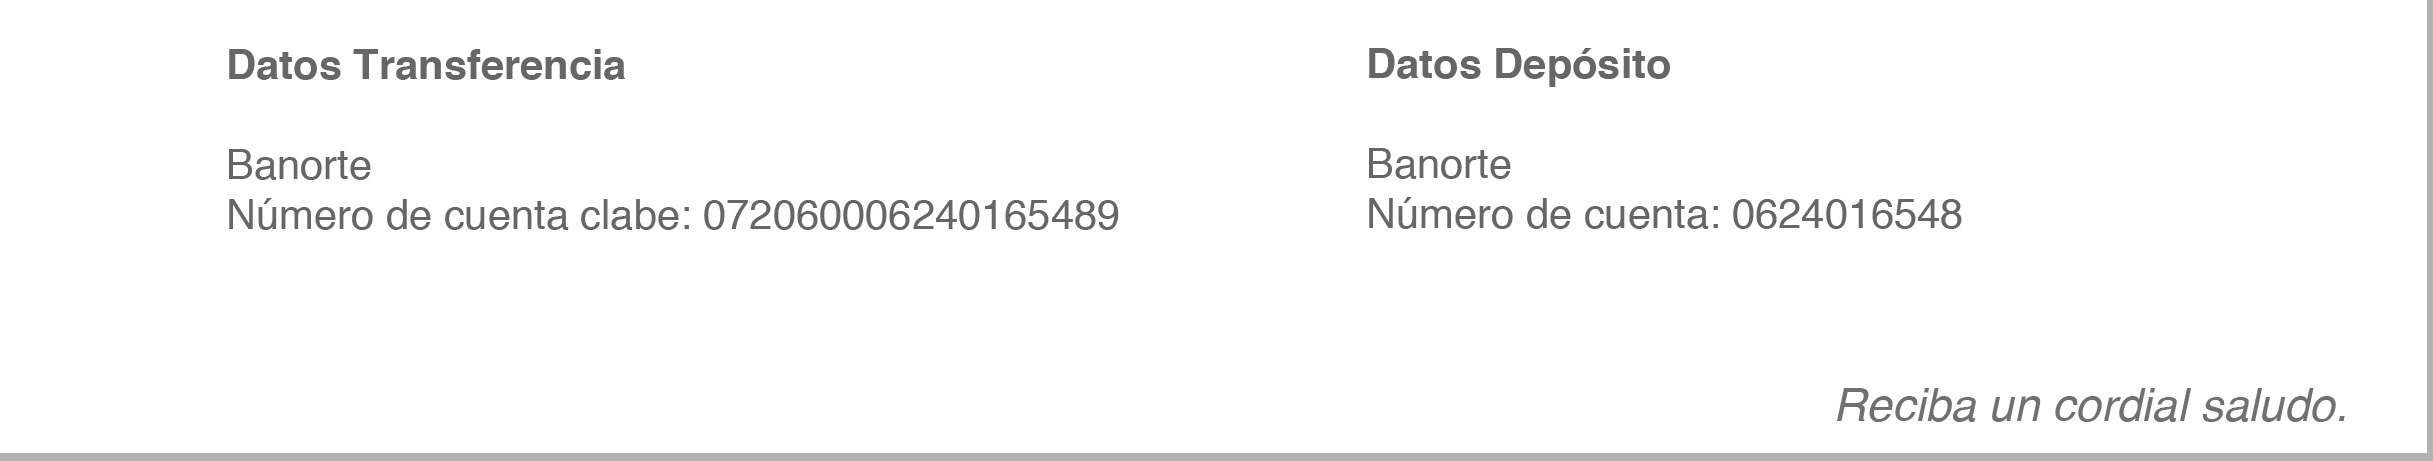 Datos Transferencia
Banorte
Número de cuenta clabe: 072060006240165489
Datos Depósito
Banorte
Número de cuenta: 0624016548
Reciba un cordial saludo.